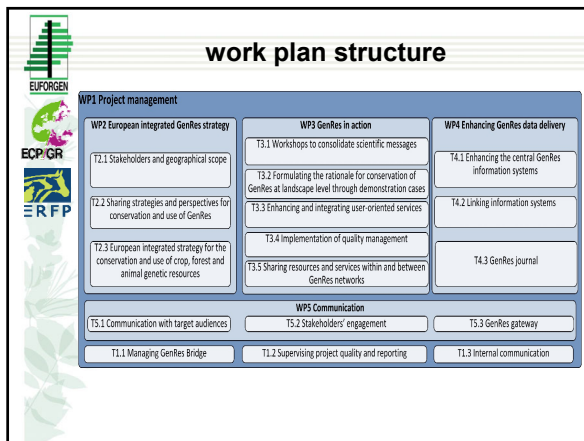 work plan structure
EUFORGEN
ECP/GR
ERFP
WP1 Project management
WP2 European integrated GenRes strategy
T2.1 Stakeholders and geographical scope
T2.2 Sharing strategies and perspectives for
conservation and use of GenRes
T2.3 European integrated strategy for the
conservation and use of crop, forest and
animal genetic resources
WP3 GenRes in action
T3.1 Workshops to consolidate scientific messages
T3.2 Formulating the rationale for conservation of
GenRes at landscape level through demonstration cases
T3.3 Enhancing and integrating user-oriented services
T3.4 Implementation of quality management
T3.5 Sharing resources and services within and between
GenRes networks
WP4 Enhancing GenRes data delivery
T4.1 Enhancing the central GenRes
information systems
T4.2 Linking information systems
T4.3 GenRes journal
WP5 Communication
T5.1 Communication with target audiences
T5.2 Stakeholders' engagement
T5.3 GenRes gateway
T1.1 Managing GenRes Bridge
T1.2 Supervising project quality and reporting
T1.3 Internal communication